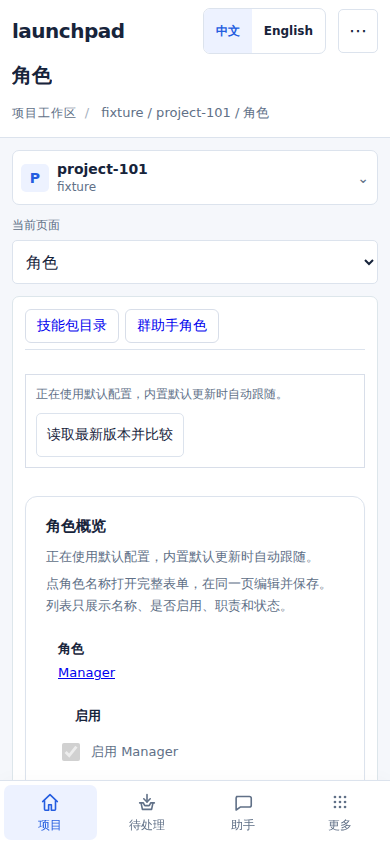 launchpad
中文 English ···
角色
项目工作区 / fixture / project-101 / 角色
P project-101
fixture
当前页面
角色
技能包目录 群助手角色
正在使用默认配置，内置默认更新时自动跟随。
读取最新版本并比较
角色概览
正在使用默认配置，内置默认更新时自动跟随。
点角色名称打开完整表单，在同一页编辑并保存。
列表只展示名称、是否启用、职责和状态。
角色
Manager
启用
启用 Manager
项目 待处理 助手 更多